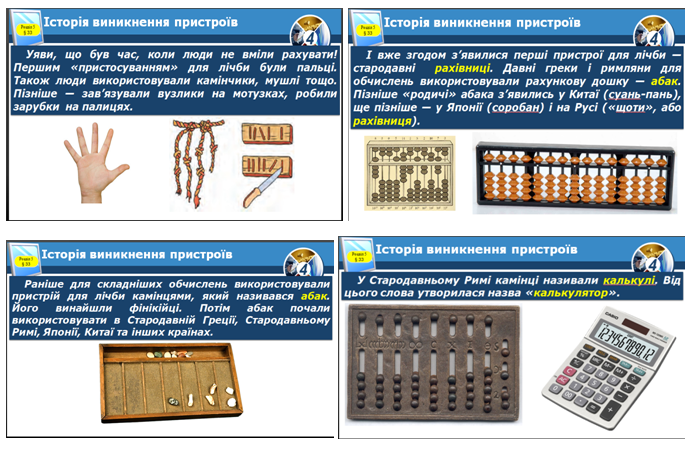 Розділ 5
§ 33
Історія виникнення пристроїв
4
Уяви, що був час, коли люди не вміли рахувати!
Першим «пристосуванням» для лічби були пальці.
Також люди використовували камінчики, мушлі тощо.
Пізніше — зав’язували вузлики на мотузках, робили
зарубки на палицях.
Розділ 5
§ 33
Історія виникнення пристроїв
4
І вже згодом з’явилися перші пристрої для лічби —
стародавні рахівниці. Давні греки і римляни для
обчислень використовували рахункову дошку — абак.
Пізніше «родичі» абака з’явились у Китаї (суань-пань),
ще пізніше — у Японії (соробан) і на Русі («щоти», або
рахівниця).
Розділ 5
§ 33
Історія виникнення пристроїв
4
Раніше для складніших обчислень використовували
пристрій для лічби камінцями, який називався абак.
Його винайшли фінікійці. Потім абак почали
використовувати в Стародавній Греції, Стародавньому
Римі, Японії, Китаї та інших країнах.
Розділ 5
§ 33
Історія виникнення пристроїв
4
У Стародавньому Римі камінці називали калькулі. Від
цього слова утворилася назва «калькулятор».
CASIO